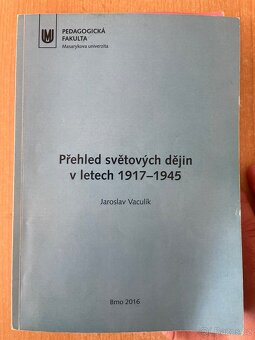 PEDAGOGICKÁ
FAKULTA
Masarykova univerzita
Přehled světových dějin
v letech 1917–1945
Jaroslav Vaculík
Brno 2016